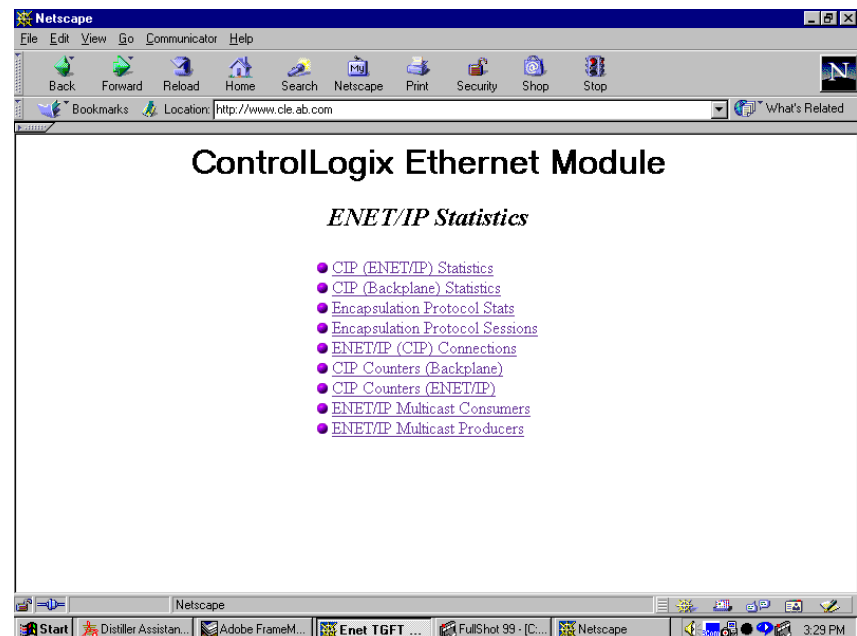 Netscape
File Edit View Go Communicator Help
Back Forward Reload Home Search Netscape Print Security Shop Stop
Bookmarks Location: http://www.cle.ab.com What's Related
ControlLogix Ethernet Module
ENET/IP Statistics
CIP (ENET/IP) Statistics
CIP (Backplane) Statistics
Encapsulation Protocol Stats
Encapsulation Protocol Sessions
ENET/IP (CIP) Connections
CIP Counters (Backplane)
CIP Counters (ENET/IP)
ENET/IP Multicast Consumers
ENET/IP Multicast Producers
Netscape
Start Distiller Assistan... Adobe FrameM... Enet TGFT ... FullShot 99 - [C:... Netscape 3:29 PM